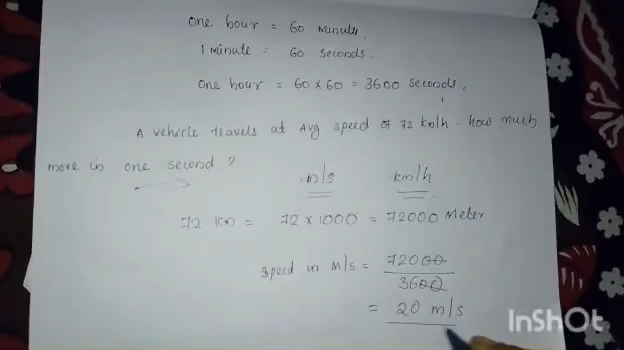 One hour = 60 Minute.
1 minute = 60 seconds.
One hour = 60 × 60 = 3600 seconds.
A vehicle travels at Avg speed of 72 km/h. How much
move in one second?
m/s km/h
72 km = 72 × 1000 = 72000 Meter
Speed in m/s = 72000
3600
= 20 m/s
InShOt